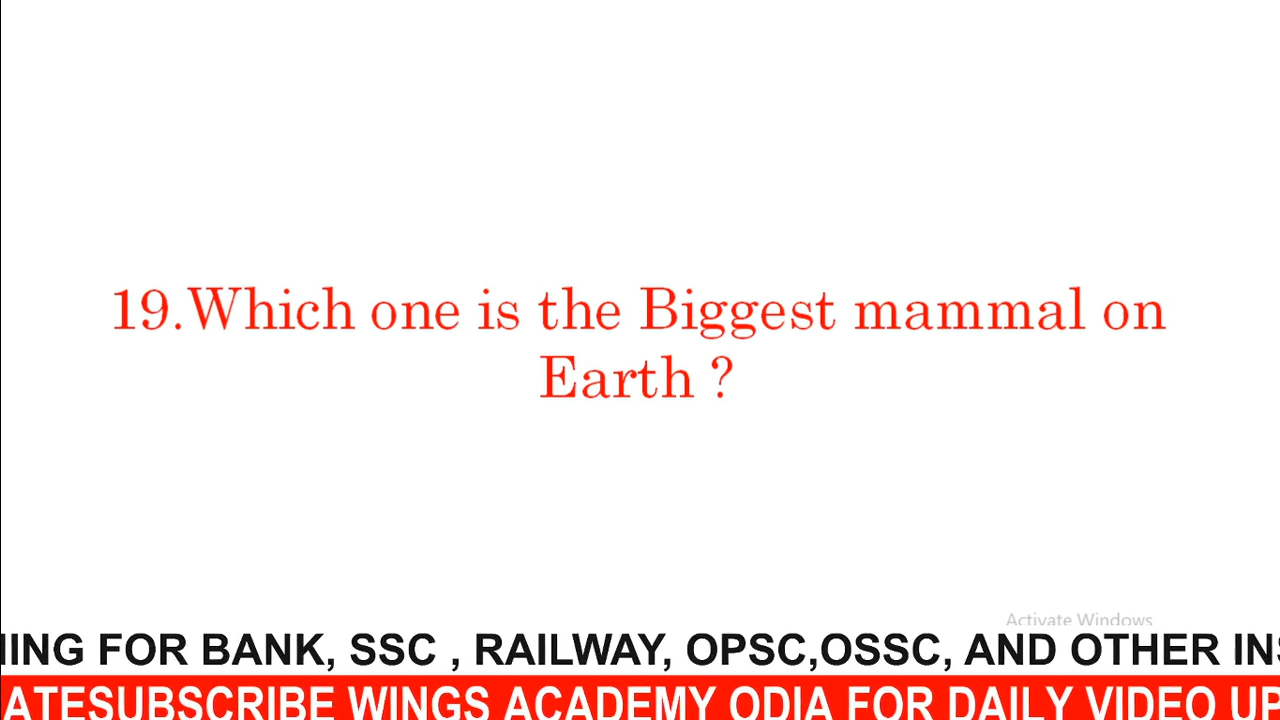 19.Which one is the Biggest mammal on
Earth ?
Activate Windows
NING FOR BANK, SSC , RAILWAY, OPSC,OSSC, AND OTHER INS
ATESUBSCRIBE WINGS ACADEMY ODIA FOR DAILY VIDEO UP